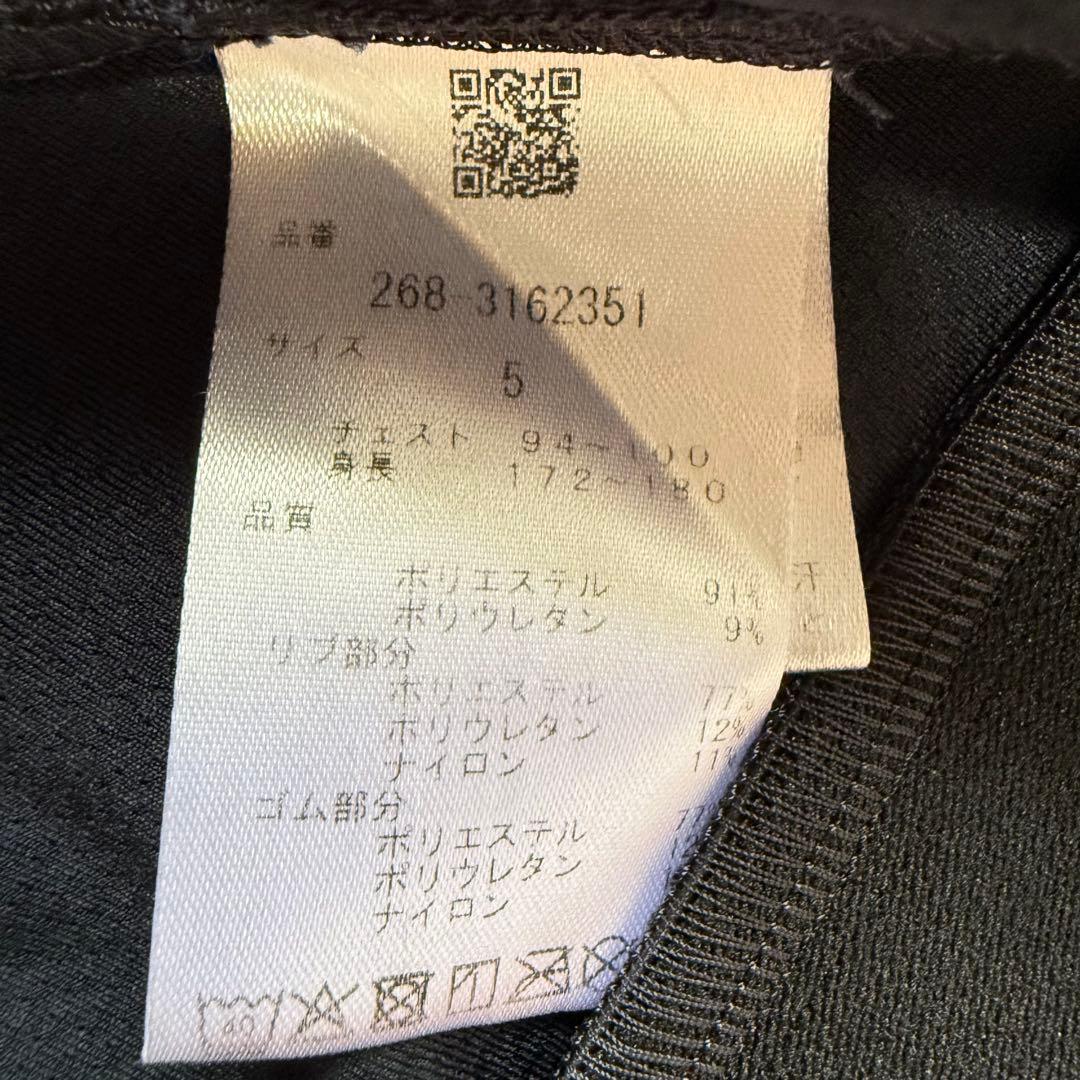 品番
268-3162351
サイズ
5
チェスト 94~100
身長 172~180
品質
ポリエステル 91%
ポリウレタン 9%
リブ部分
ポリエステル 77%
ポリウレタン 12%
ナイロン 11%
ゴム部分
ポリエステル
ポリウレタン
ナイロン
40
汗